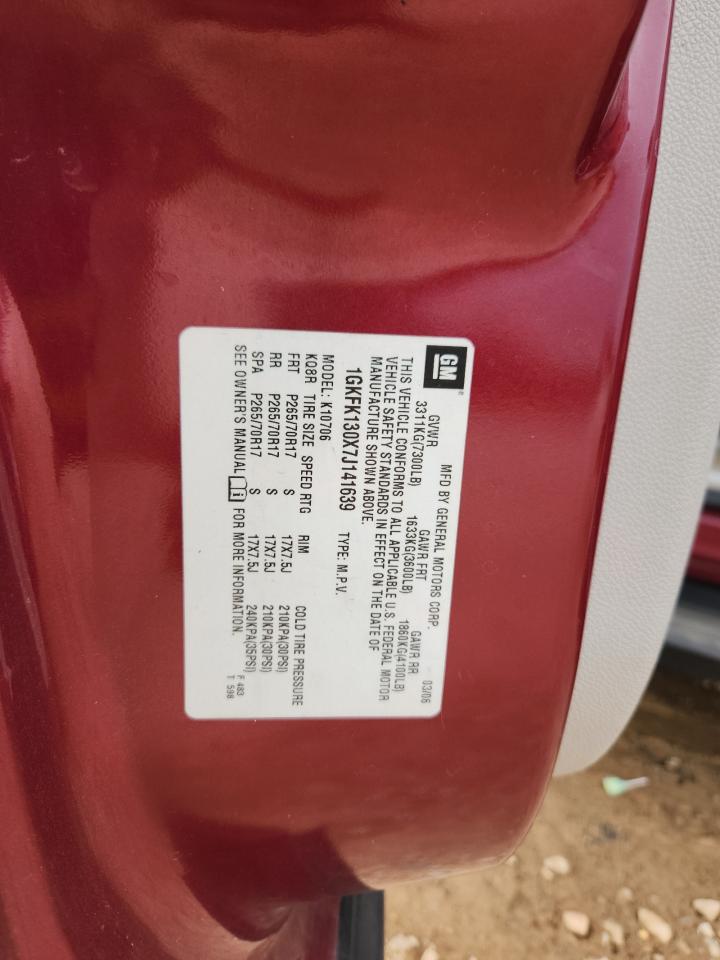 GM®
MFD BY GENERAL MOTORS CORP. 03/06
GVWR GAWR FRT GAWR RR
3311KG(7300LB) 1633KG(3600LB) 1860KG(4100LB)
THIS VEHICLE CONFORMS TO ALL APPLICABLE U.S. FEDERAL MOTOR
VEHICLE SAFETY STANDARDS IN EFFECT ON THE DATE OF
MANUFACTURE SHOWN ABOVE.
1GKFK130X7J141639 TYPE: M.P.V.
MODEL: K10706
KQ8R TIRE SIZE SPEED RTG RIM COLD TIRE PRESSURE
FRT P265/70R17 S 17X7.5J 210KPA(30PSI)
RR P265/70R17 S 17X7.5J 210KPA(30PSI)
SPA P265/70R17 S 17X7.5J 240KPA(35PSI)
SEE OWNER'S MANUAL i FOR MORE INFORMATION.
F 483
T 598